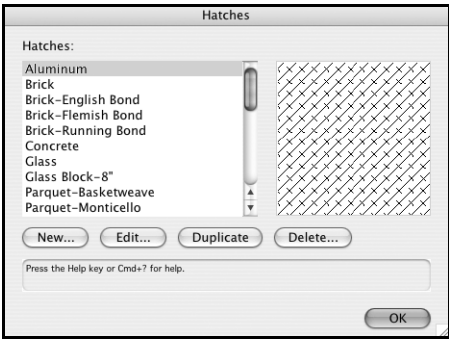 Hatches
Hatches:
Aluminum
Brick
Brick-English Bond
Brick-Flemish Bond
Brick-Running Bond
Concrete
Glass
Glass Block-8"
Parquet-Basketweave
Parquet-Monticello
New... Edit... Duplicate Delete...
Press the Help key or Cmd+? for help.
OK